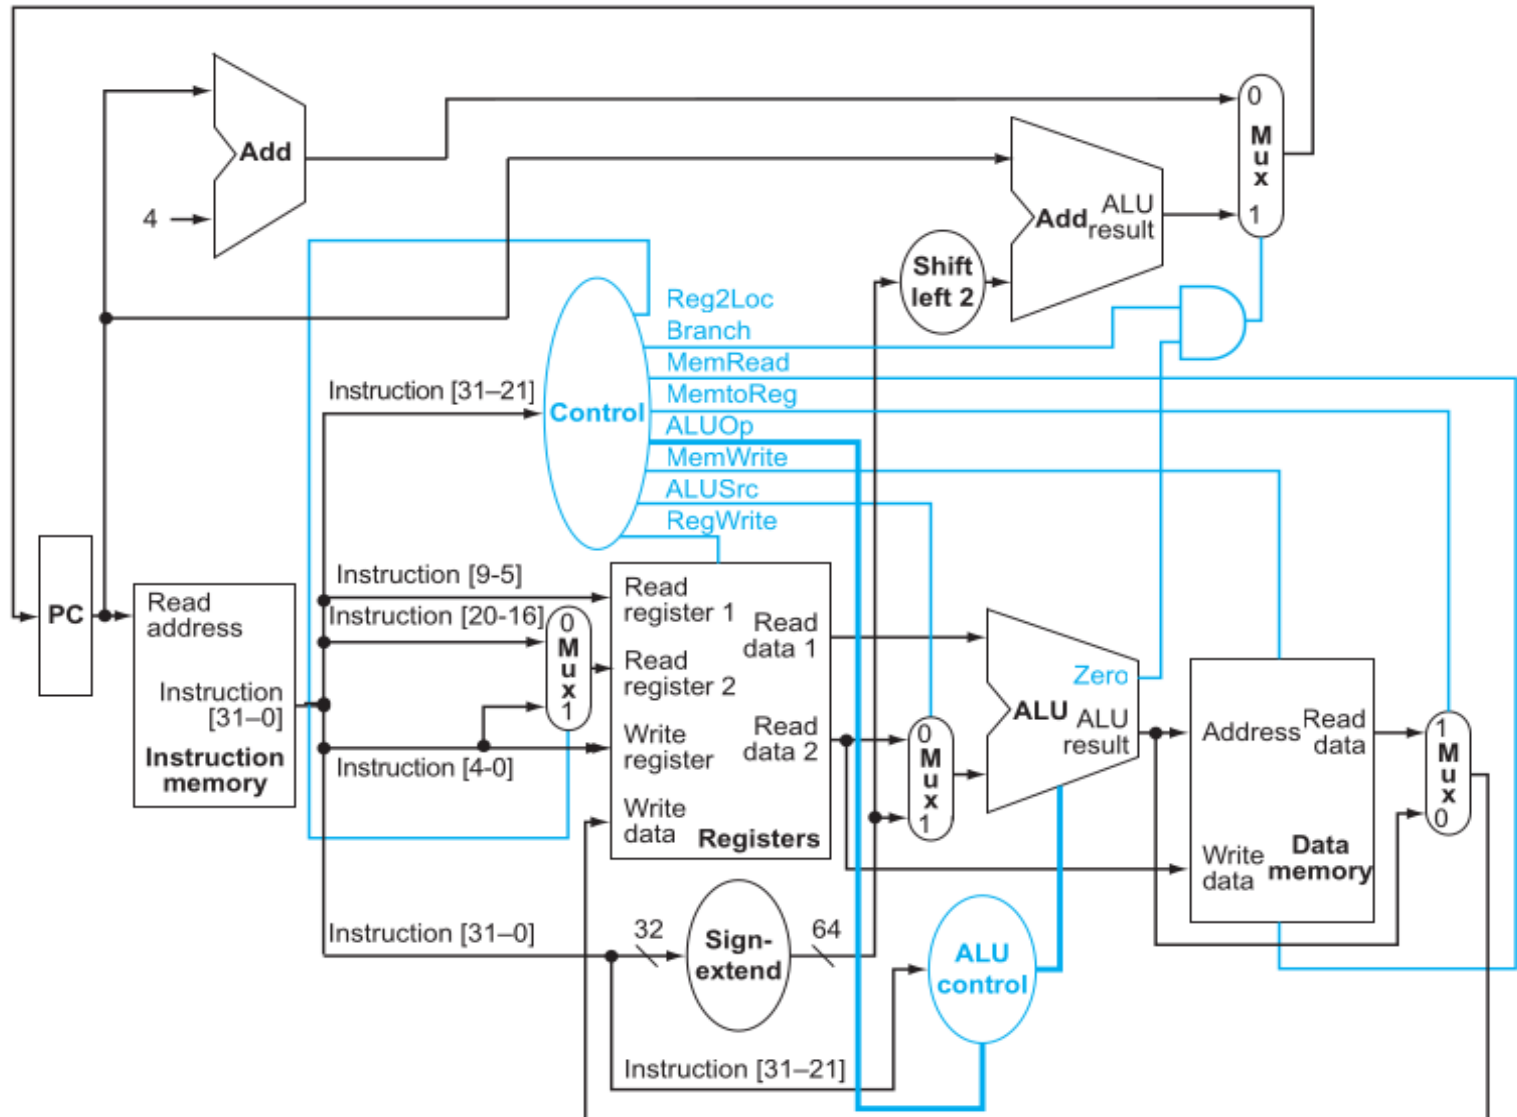 0
Mux
1
Add
4
Add
ALU
result
Shift
left 2
Reg2Loc
Branch
MemRead
MemtoReg
ALUOp
MemWrite
ALUSrc
RegWrite
Instruction [31–21]
Control
PC
Read
address
Instruction
[31–0]
Instruction
memory
Instruction [9-5]
Instruction [20-16]
Instruction [4-0]
0
Mux
1
Read
register 1
Read
register 2
Write
register
Write
data
Read
data 1
Read
data 2
Registers
0
Mux
1
Zero
ALU
ALU
result
Address
Read
data
Write
data
Data
memory
1
Mux
0
Instruction [31–0]
32
Sign-
extend
64
ALU
control
Instruction [31–21]